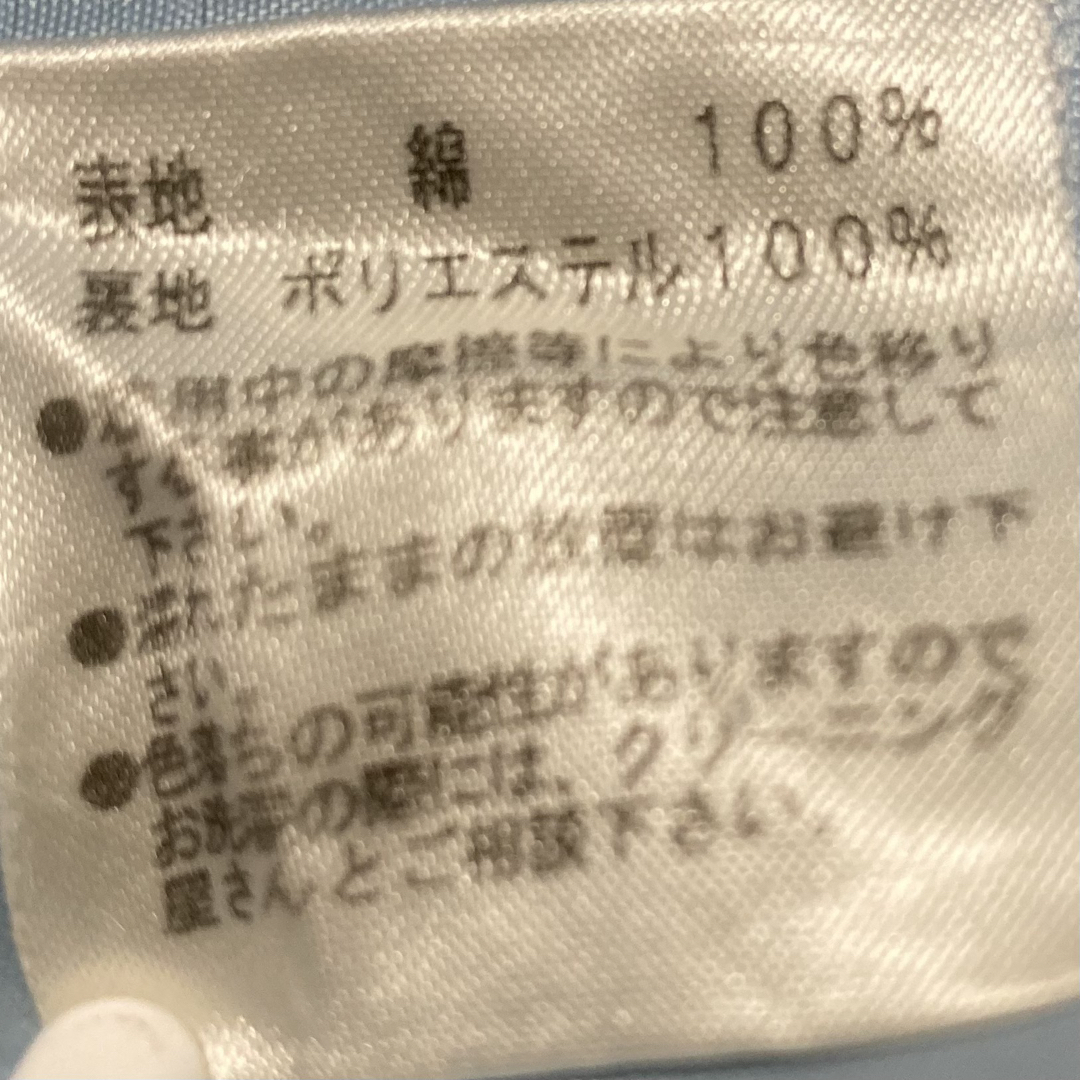 表地 綿 100%
裏地 ポリエステル100%
●着用中の摩擦等により色移り
する事がありますので注意して
下さい。
●濡れたままの放置はお避け下
さい。
●色落ちの可能性がありますので
お洗濯の際には、クリーニング
屋さんとご相談下さい。